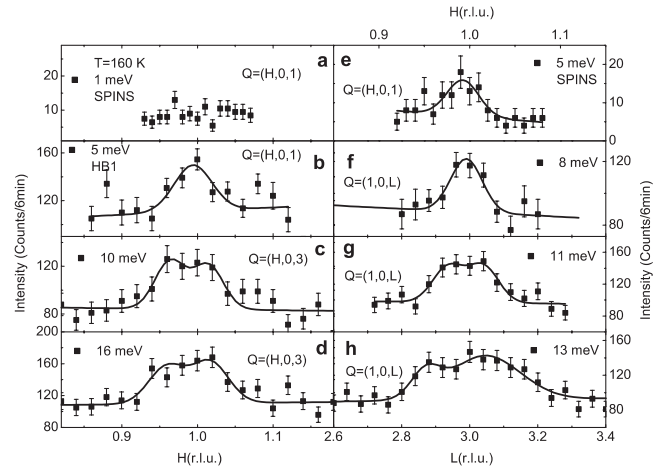 H(r.l.u.)
0.9 1.0 1.1
T=160 K
1 meV
SPINS
Q=(H,0,1)
a
30
20
10
e
5 meV
SPINS
Q=(H,0,1)
20
10
0
5 meV
HB1
Q=(H,0,1)
b
160
120
f
8 meV
Q=(1,0,L)
120
80
10 meV
Q=(H,0,3)
c
120
80
g
11 meV
Q=(1,0,L)
160
120
80
16 meV
Q=(H,0,3)
d
200
160
120
80
h
13 meV
Q=(1,0,L)
160
120
80
Intensity (Counts/6min)
Intensity (Counts/6min)
0.9 1.0 1.1
2.6 2.8 3.0 3.2 3.4
H(r.l.u.)
L(r.l.u.)